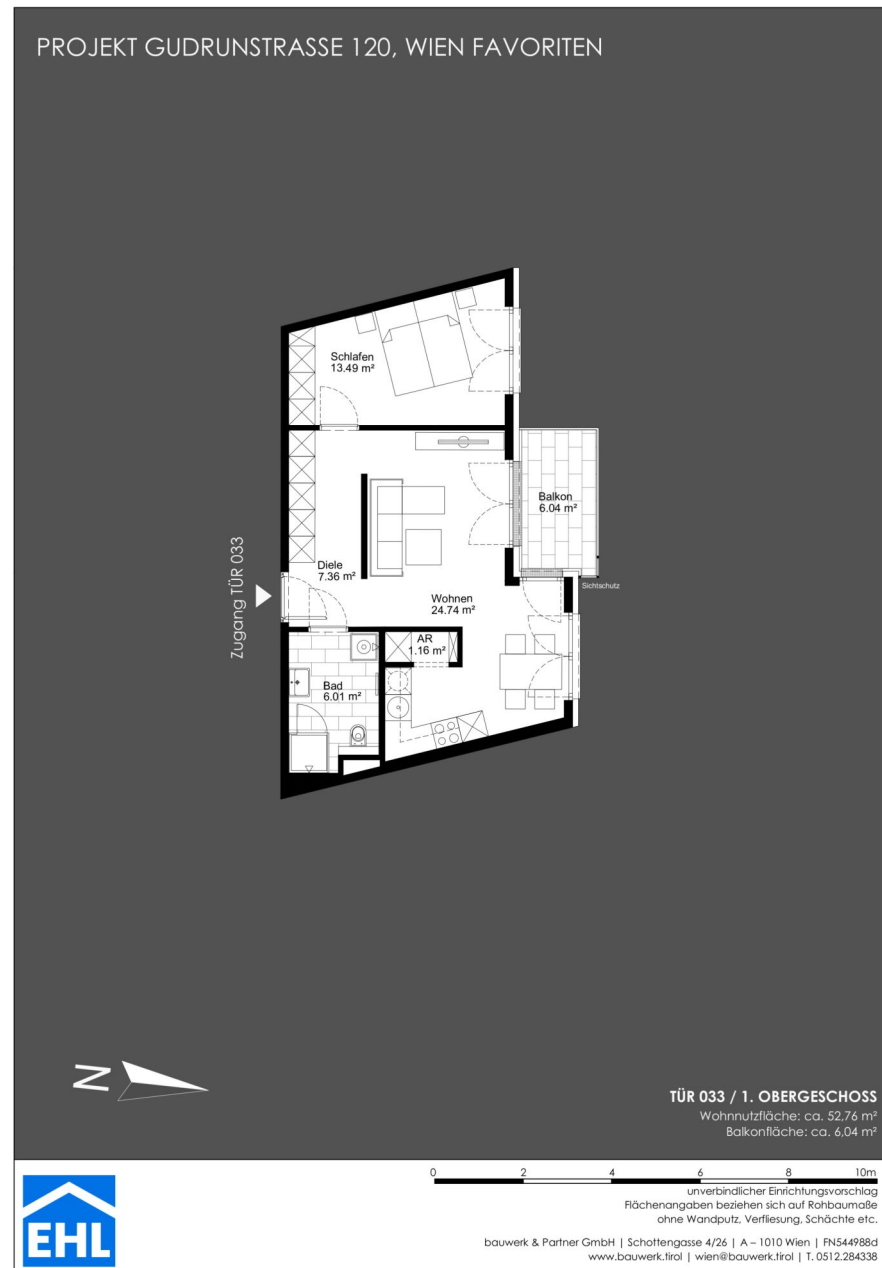 PROJEKT GUDRUNSTRASSE 120, WIEN FAVORITEN
Schlafen
13.49 m²
Balkon
6.04 m²
Sichtschutz
Diele
7.36 m²
Zugang TÜR 033
Wohnen
24.74 m²
AR
1.16 m²
Bad
6.01 m²
N
TÜR 033 / 1. OBERGESCHOSS
Wohnnutzfläche: ca. 52,76 m²
Balkonfläche: ca. 6,04 m²
0 2 4 6 8 10m
unverbindlicher Einrichtungsvorschlag
Flächenangaben beziehen sich auf Rohbaumaße
ohne Wandputz, Verfliesung, Schächte etc.
EHL
bauwerk & Partner GmbH | Schottengasse 4/26 | A – 1010 Wien | FN544988d
www.bauwerk.tirol | wien@bauwerk.tirol | T. 0512.284338